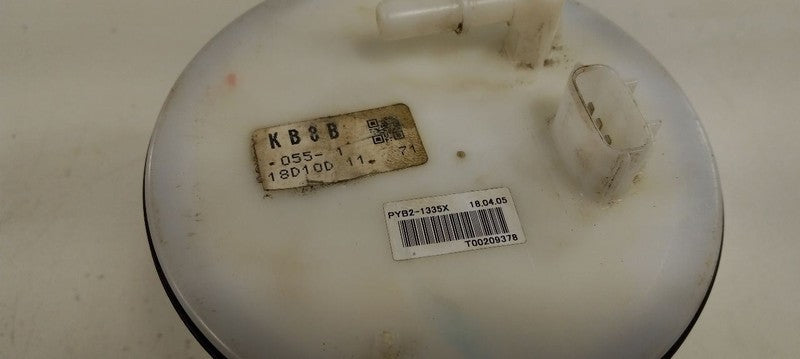 KB8B
-055- 1
18D10D 11 71
PYB2-1335X 18.04.05
T00209378